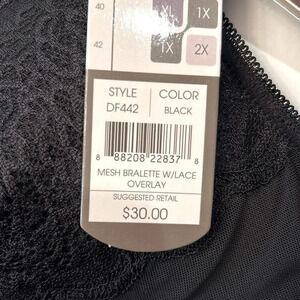 40 XL 1X
42 1X 2X
STYLE COLOR
DF442 BLACK
8 88208 22837 8
MESH BRALETTE W/LACE
OVERLAY
SUGGESTED RETAIL
$30.00